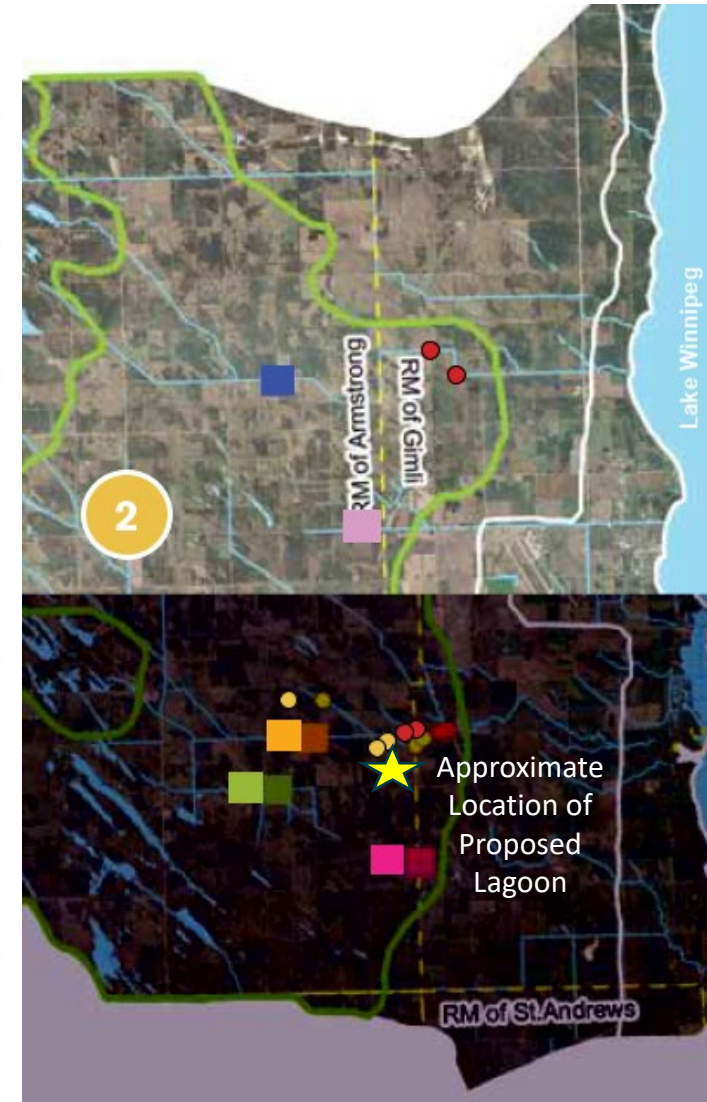 Lake Winnipeg
RM of Armstrong
RM of Gimli
2
Approximate
Location of
Proposed
Lagoon
RM of St.Andrews